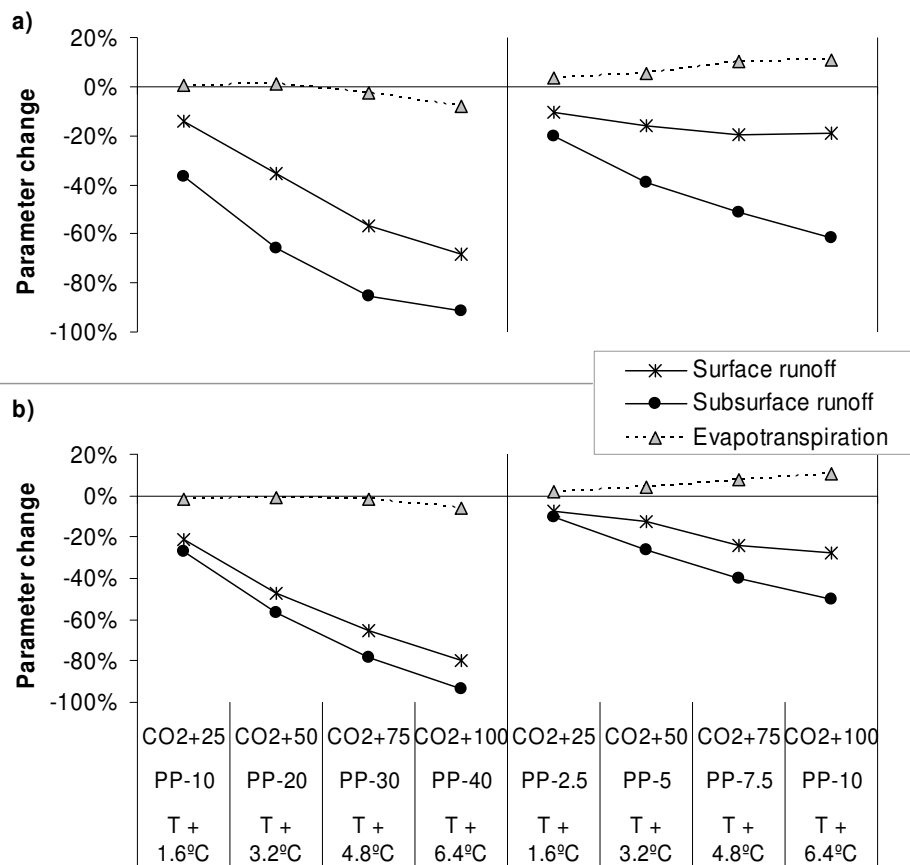 a)
20%
0%
-20%
-40%
-60%
-80%
-100%
Parameter change
Surface runoff
Subsurface runoff
Evapotranspiration
b)
20%
0%
-20%
-40%
-60%
-80%
-100%
Parameter change
CO2+25 CO2+50 CO2+75 CO2+100 CO2+25 CO2+50 CO2+75 CO2+100
PP-10 PP-20 PP-30 PP-40 PP-2.5 PP-5 PP-7.5 PP-10
T + T + T + T + T + T + T + T +
1.6ºC 3.2ºC 4.8ºC 6.4ºC 1.6ºC 3.2ºC 4.8ºC 6.4ºC